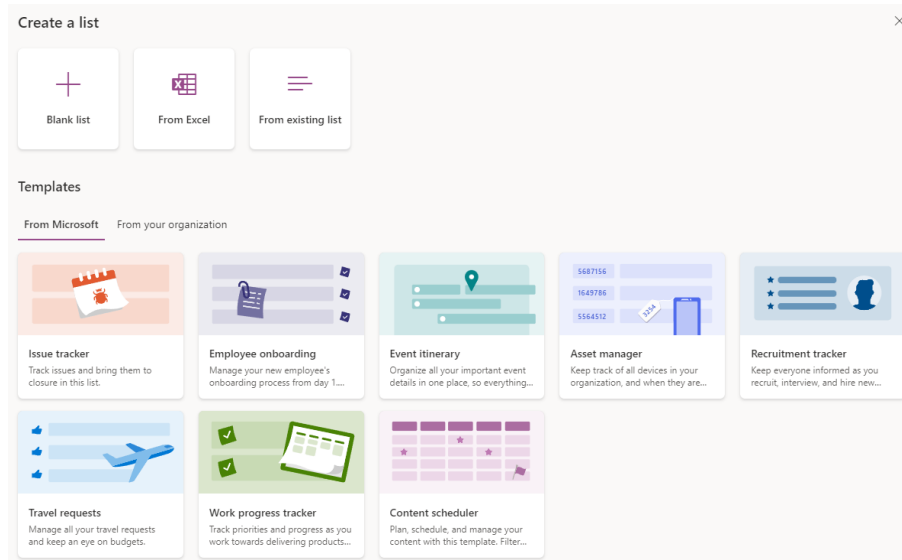 Create a list
Blank list
From Excel
From existing list
Templates
From Microsoft
From your organization
5687156
1649786
5564512
3254
Issue tracker
Track issues and bring them to
closure in this list.
Employee onboarding
Manage your new employee's
onboarding process from day 1....
Event itinerary
Organize all your important event
details in one place, so everything...
Asset manager
Keep track of all devices in your
organization, and when they are...
Recruitment tracker
Keep everyone informed as you
recruit, interview, and hire new...
Travel requests
Manage all your travel requests
and keep an eye on budgets.
Work progress tracker
Track priorities and progress as you
work towards delivering products...
Content scheduler
Plan, schedule, and manage your
content with this template. Filter...